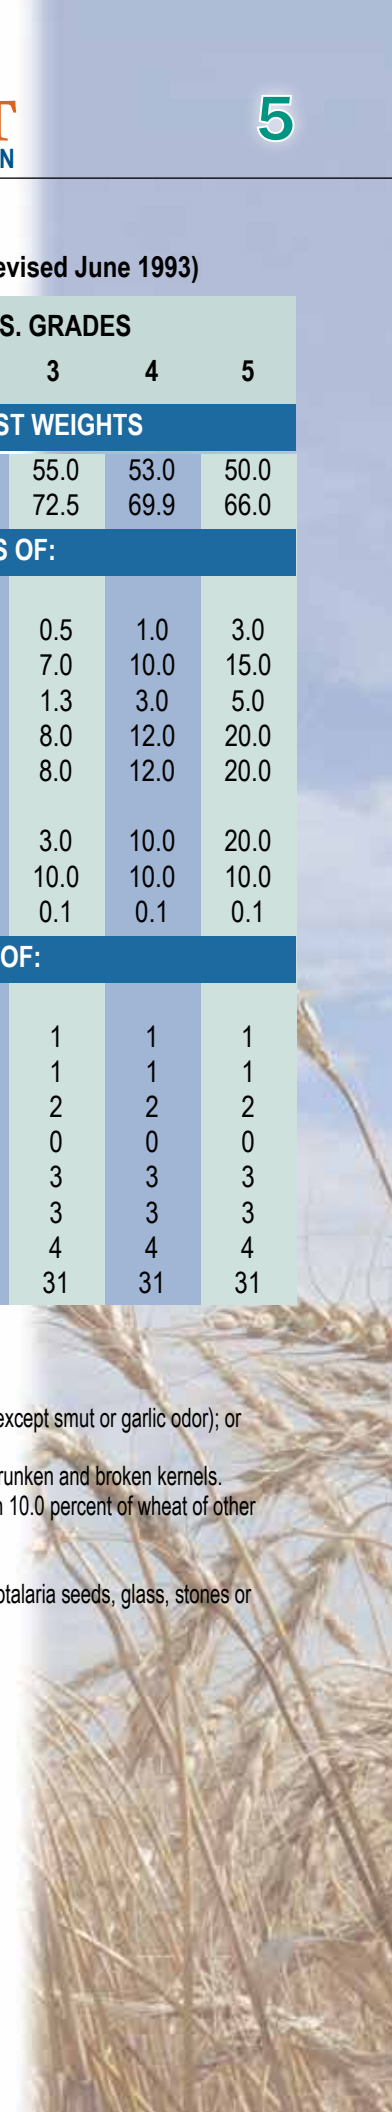 T
5
N
evised June 1993)
S. GRADES
3 4 5
ST WEIGHTS
55.0 53.0 50.0
72.5 69.9 66.0
S OF:
0.5 1.0 3.0
7.0 10.0 15.0
1.3 3.0 5.0
8.0 12.0 20.0
8.0 12.0 20.0
3.0 10.0 20.0
10.0 10.0 10.0
0.1 0.1 0.1
OF:
1 1 1
1 1 1
2 2 2
0 0 0
3 3 3
3 3 3
4 4 4
31 31 31
except smut or garlic odor); or
runken and broken kernels.
n 10.0 percent of wheat of other
otalaria seeds, glass, stones or